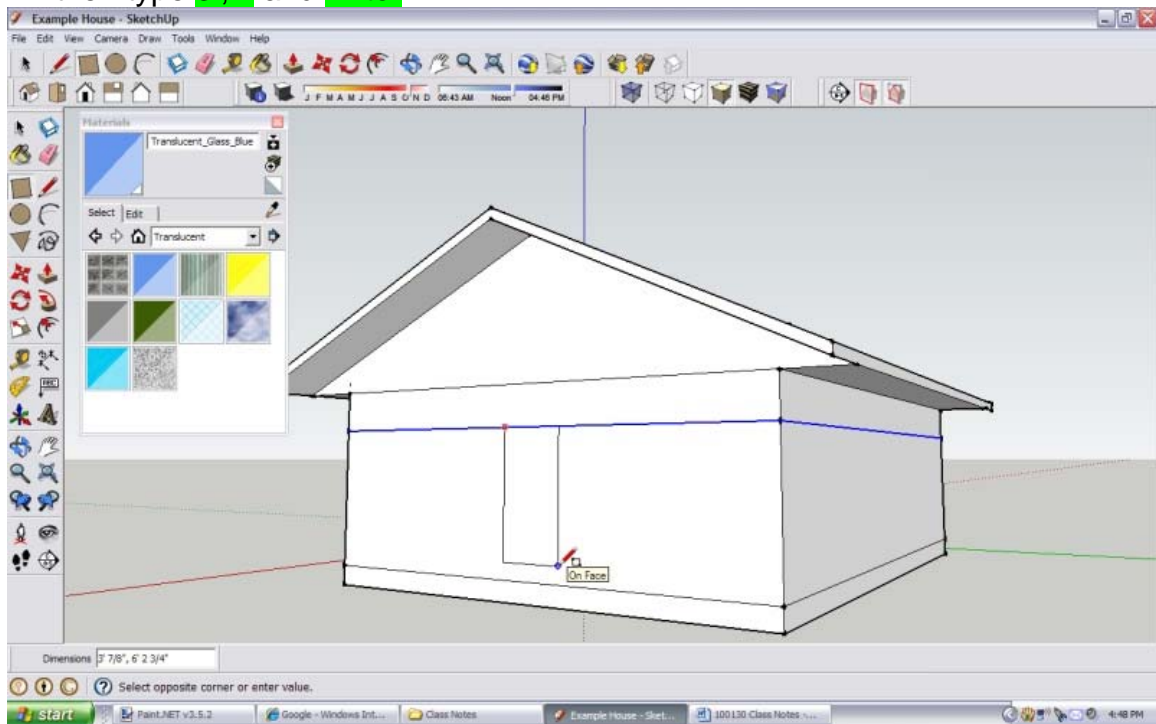 Example House - SketchUp
File Edit View Camera Draw Tools Window Help
J F M A M J J A S O N D 06:43 AM Noon 04:45 PM
Materials
Translucent_Glass_Blue
Select Edit
Translucent
ABC
On Face
Dimensions 3' 7/8", 6' 2 3/4"
Select opposite corner or enter value.
start Paint.NET v3.5.2 Google - Windows Int... Class Notes Example House - Sket... 100130 Class Notes -... 4:48 PM